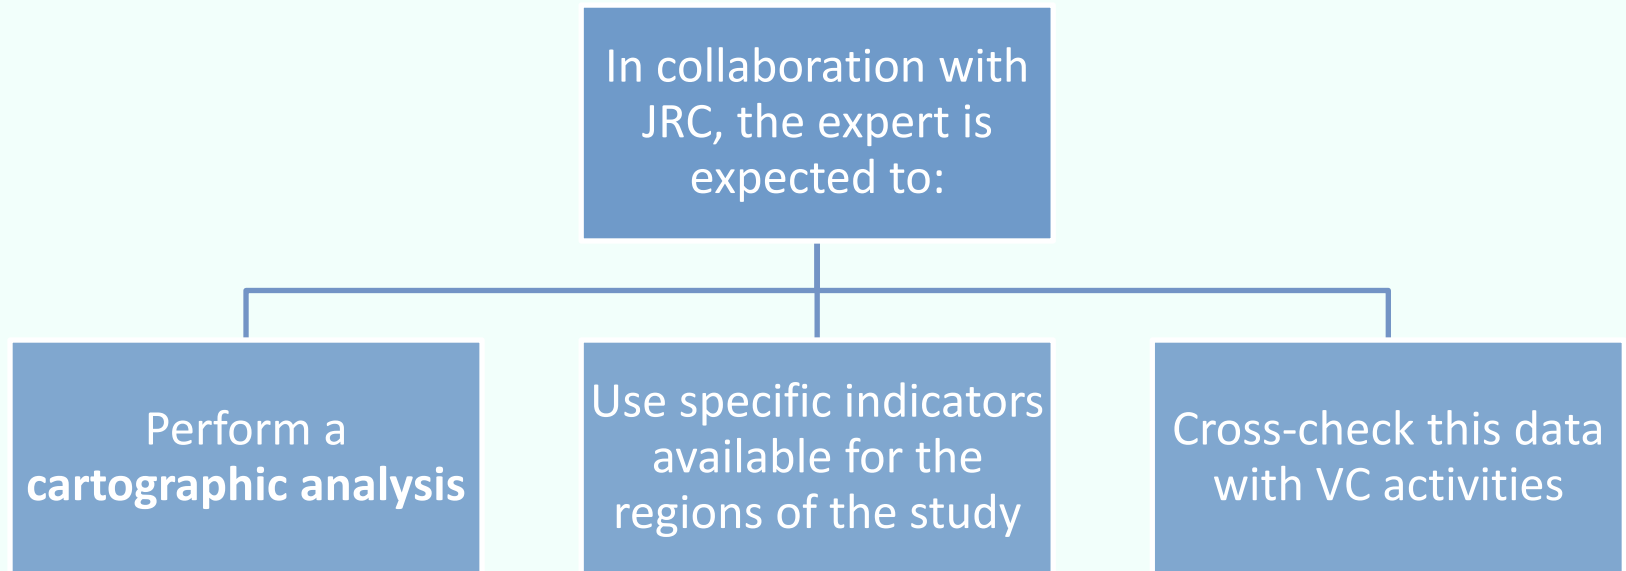 In collaboration with
JRC, the expert is
expected to:
Perform a
cartographic analysis
Use specific indicators
available for the
regions of the study
Cross-check this data
with VC activities